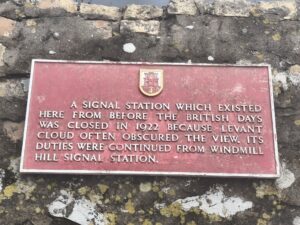 A SIGNAL STATION WHICH EXISTED
HERE FROM BEFORE THE BRITISH DAYS
WAS CLOSED IN 1922 BECAUSE LEVANT
CLOUD OFTEN OBSCURED THE VIEW. ITS
DUTIES WERE CONTINUED FROM WINDMILL
HILL SIGNAL STATION.